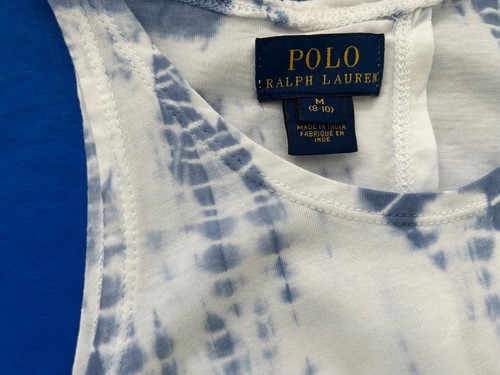 POLO
RALPH LAUREN
M
(8-10)
MADE IN INDIA
FABRIQUÉ EN
INDE